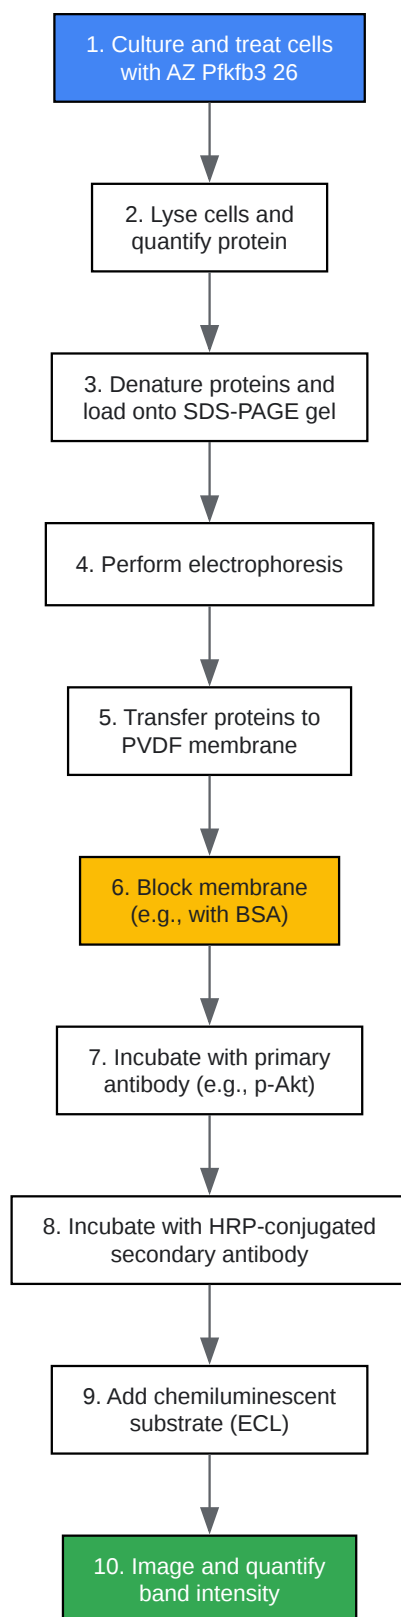 1. Culture and treat cells
with AZ Pfkfb3 26
2. Lyse cells and
quantify protein
3. Denature proteins and
load onto SDS-PAGE gel
4. Perform electrophoresis
5. Transfer proteins to
PVDF membrane
6. Block membrane
(e.g., with BSA)
7. Incubate with primary
antibody (e.g., p-Akt)
8. Incubate with HRP-conjugated
secondary antibody
9. Add chemiluminescent
substrate (ECL)
10. Image and quantify
band intensity